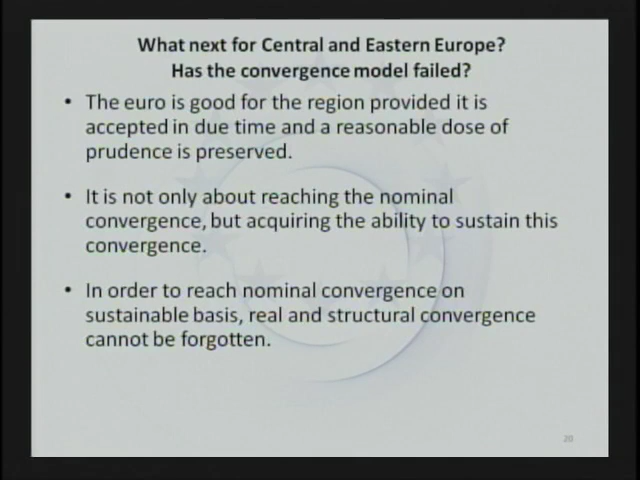 What next for Central and Eastern Europe?
Has the convergence model failed?
• The euro is good for the region provided it is
accepted in due time and a reasonable dose of
prudence is preserved.
• It is not only about reaching the nominal
convergence, but acquiring the ability to sustain this
convergence.
• In order to reach nominal convergence on
sustainable basis, real and structural convergence
cannot be forgotten.
20